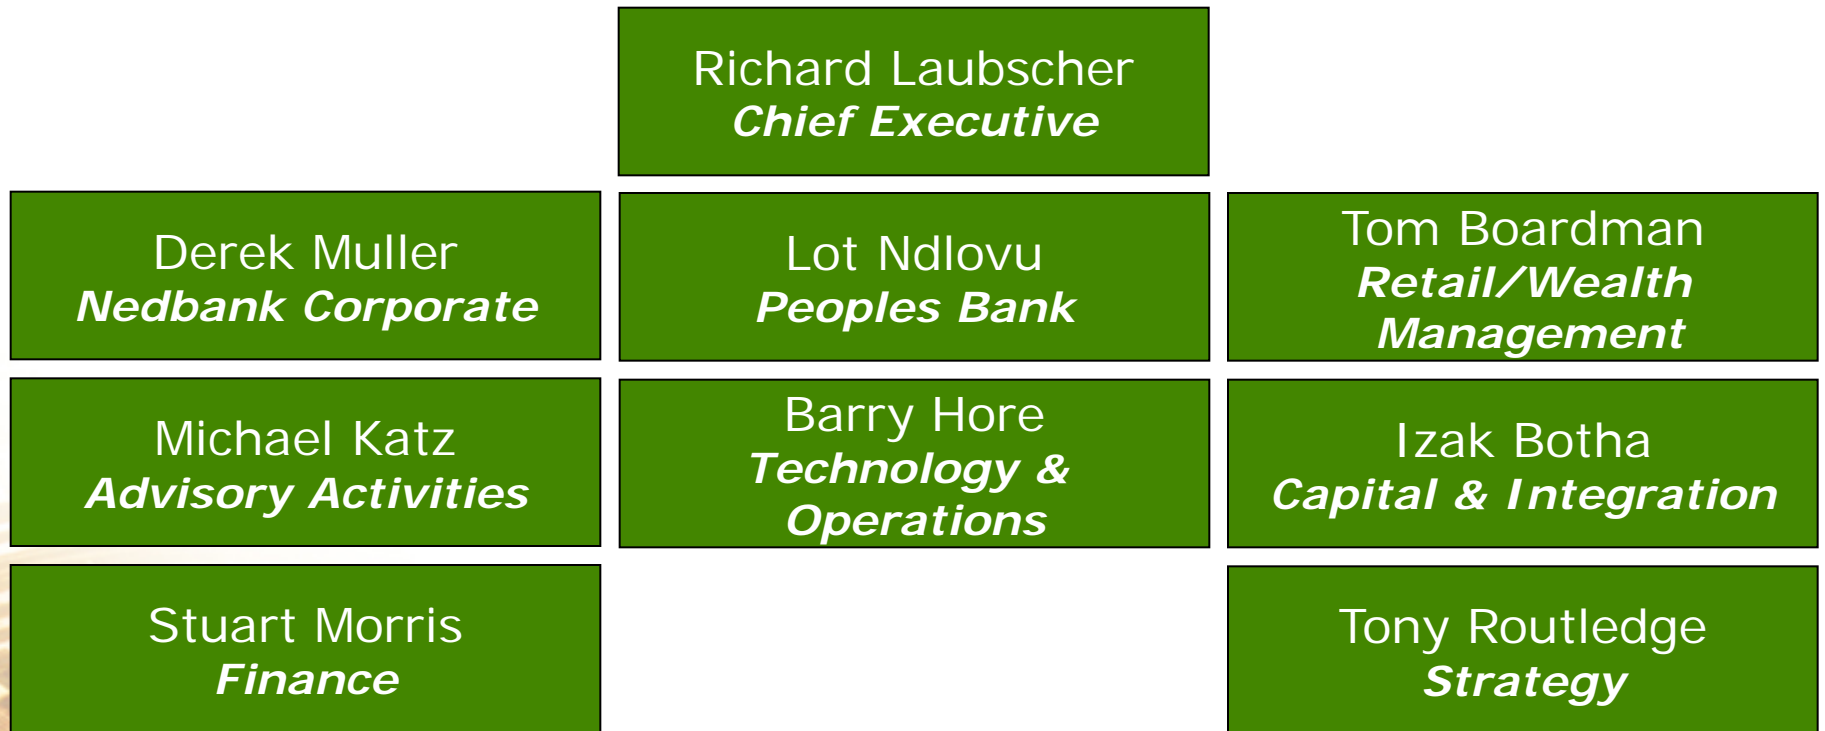 Richard Laubscher
Chief Executive
Derek Muller
Nedbank Corporate
Lot Ndlovu
Peoples Bank
Tom Boardman
Retail/Wealth
Management
Michael Katz
Advisory Activities
Barry Hore
Technology &
Operations
Izak Botha
Capital & Integration
Stuart Morris
Finance
Tony Routledge
Strategy